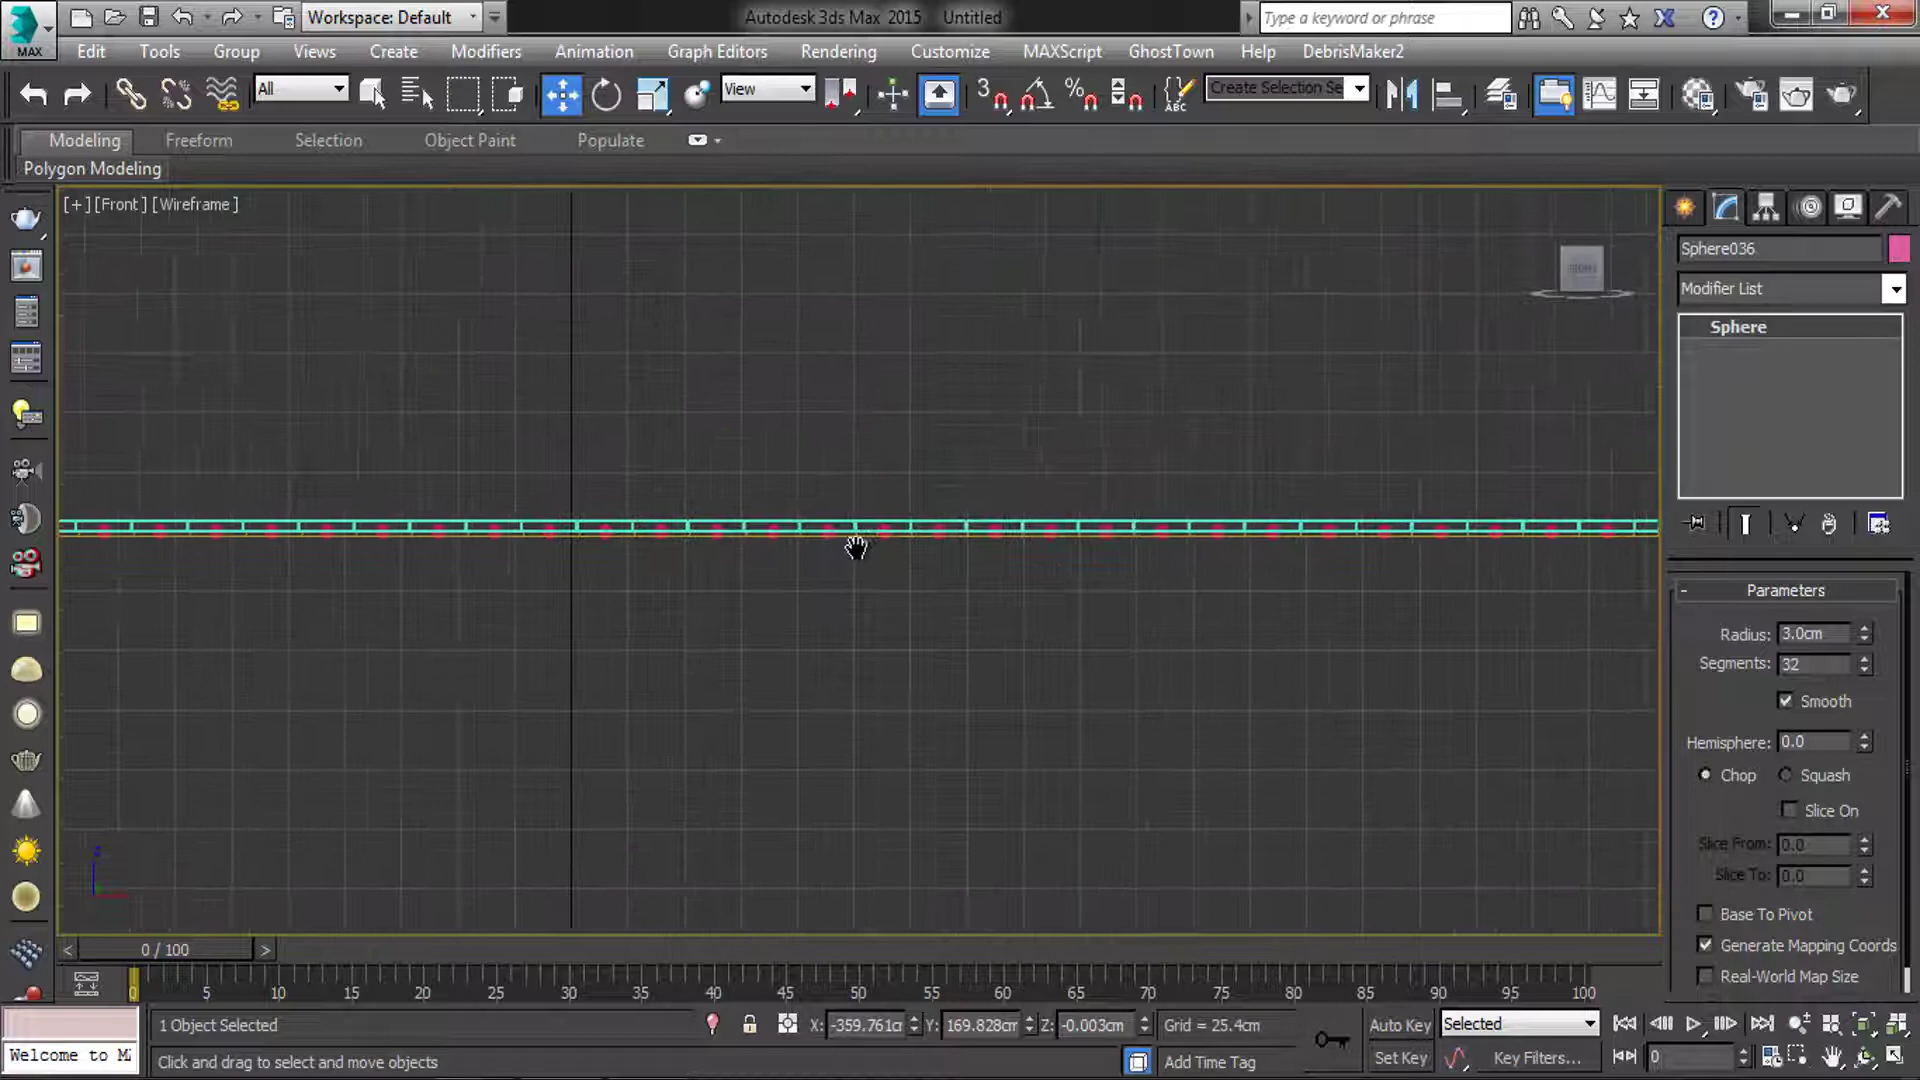 MAX
Workspace: Default
Autodesk 3ds Max 2015 Untitled
Type a keyword or phrase
Edit Tools Group Views Create Modifiers Animation Graph Editors Rendering Customize MAXScript GhostTown Help DebrisMaker2
All
View
3
%
ABC
Create Selection Se
Modeling Freeform Selection Object Paint Populate
Polygon Modeling
[+] [Front] [Wireframe]
FRONT
Sphere036
Modifier List
Sphere
- Parameters
Radius: 3.0cm
Segments: 32
Smooth
Hemisphere: 0.0
Chop Squash
Slice On
Slice From: 0.0
Slice To: 0.0
Base To Pivot
Generate Mapping Coords
Real-World Map Size
z
< 0 / 100 >
0 5 10 15 20 25 30 35 40 45 50 55 60 65 70 75 80 85 90 95 100
1 Object Selected
X: -359.761c Y: 169.828cm Z: -0.003cm Grid = 25.4cm
Auto Key Selected
Welcome to M
Click and drag to select and move objects
Add Time Tag
Set Key Key Filters...
0